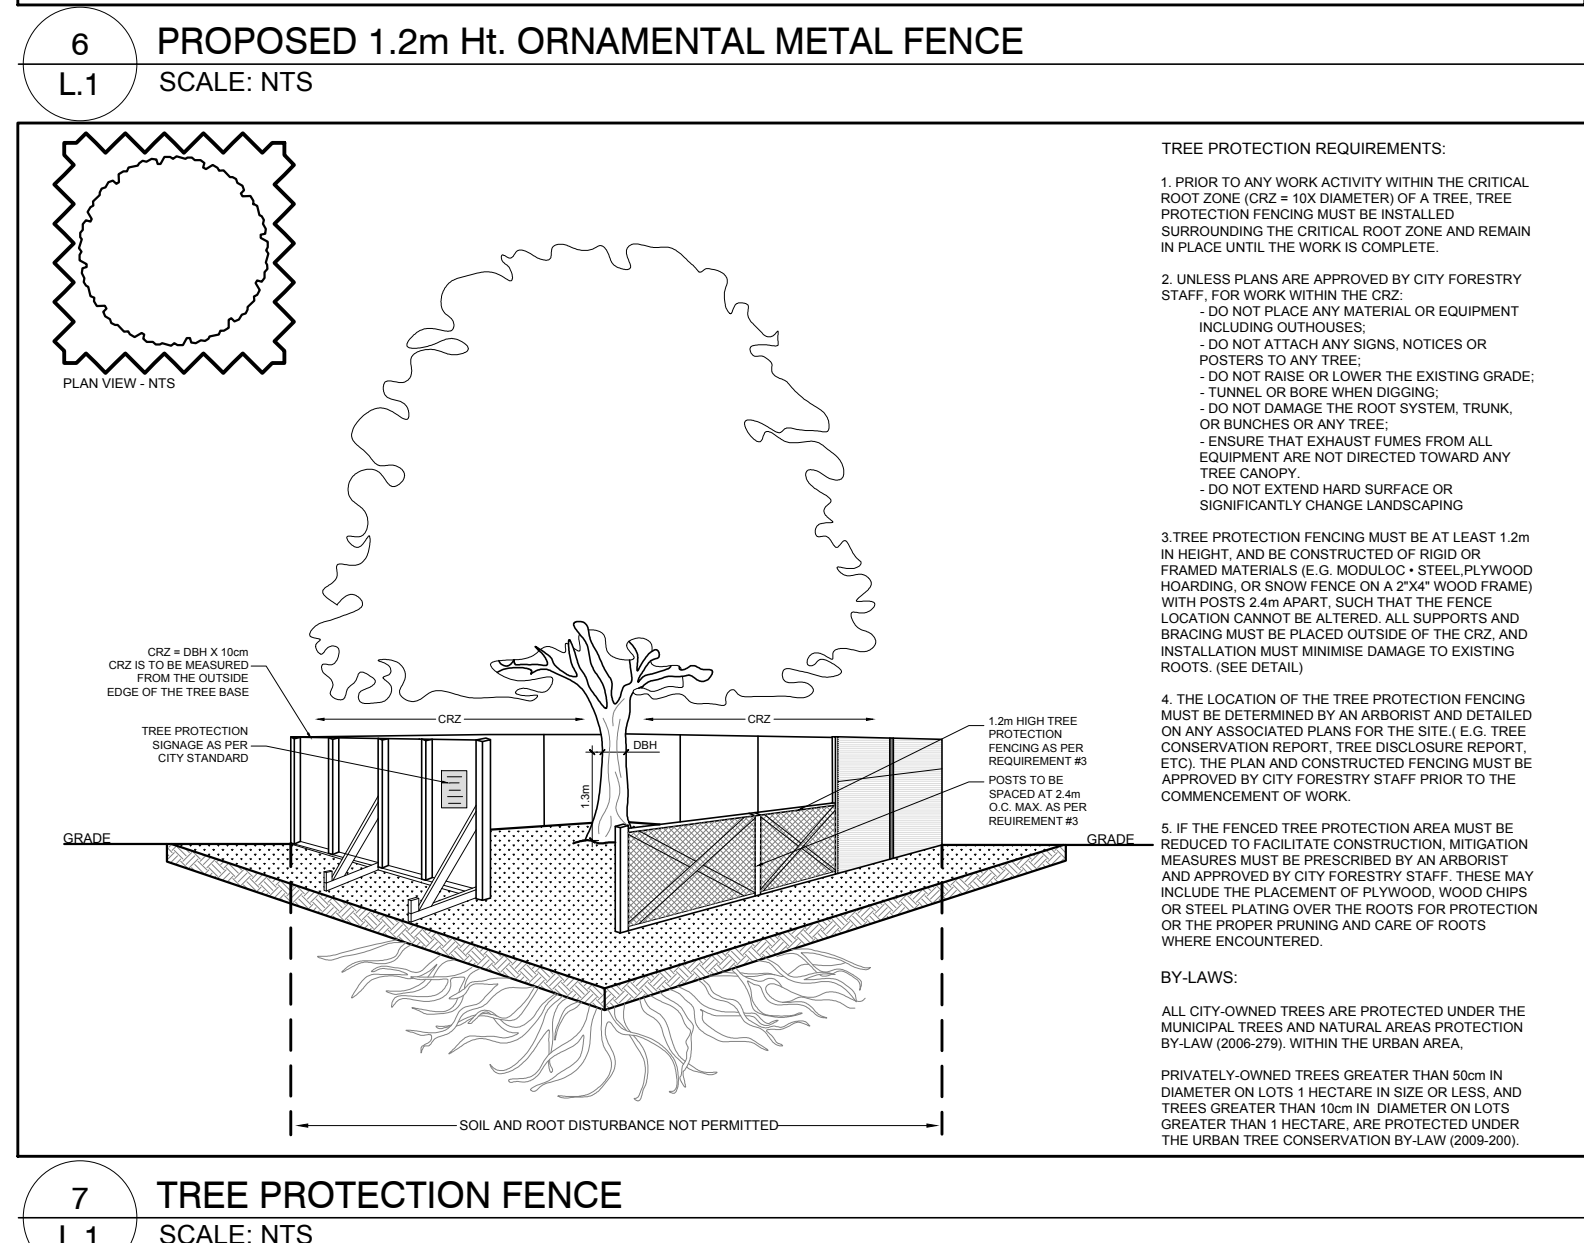 6
PROPOSED 1.2m Ht. ORNAMENTAL METAL FENCE
L.1
SCALE: NTS
PLAN VIEW - NTS
CRZ = DBH X 10cm
CRZ IS TO BE MEASURED
FROM THE OUTSIDE
EDGE OF THE TREE BASE
TREE PROTECTION
SIGNAGE AS PER
CITY STANDARD
CRZ
CRZ
DBH
1.3m
1.2m HIGH TREE
PROTECTION
FENCING AS PER
REQUIREMENT #3
POSTS TO BE
SPACED AT 2.4m
O.C. MAX. AS PER
REUIREMENT #3
GRADE
GRADE
SOIL AND ROOT DISTURBANCE NOT PERMITTED
TREE PROTECTION REQUIREMENTS:
1. PRIOR TO ANY WORK ACTIVITY WITHIN THE CRITICAL
ROOT ZONE (CRZ = 10X DIAMETER) OF A TREE, TREE
PROTECTION FENCING MUST BE INSTALLED
SURROUNDING THE CRITICAL ROOT ZONE AND REMAIN
IN PLACE UNTIL THE WORK IS COMPLETE.
2. UNLESS PLANS ARE APPROVED BY CITY FORESTRY
STAFF, FOR WORK WITHIN THE CRZ:
- DO NOT PLACE ANY MATERIAL OR EQUIPMENT
INCLUDING OUTHOUSES;
- DO NOT ATTACH ANY SIGNS, NOTICES OR
POSTERS TO ANY TREE;
- DO NOT RAISE OR LOWER THE EXISTING GRADE;
- TUNNEL OR BORE WHEN DIGGING;
- DO NOT DAMAGE THE ROOT SYSTEM, TRUNK,
OR BUNCHES OR ANY TREE;
- ENSURE THAT EXHAUST FUMES FROM ALL
EQUIPMENT ARE NOT DIRECTED TOWARD ANY
TREE CANOPY.
- DO NOT EXTEND HARD SURFACE OR
SIGNIFICANTLY CHANGE LANDSCAPING
3.TREE PROTECTION FENCING MUST BE AT LEAST 1.2m
IN HEIGHT, AND BE CONSTRUCTED OF RIGID OR
FRAMED MATERIALS (E.G. MODULOC • STEEL,PLYWOOD
HOARDING, OR SNOW FENCE ON A 2"X4" WOOD FRAME)
WITH POSTS 2.4m APART, SUCH THAT THE FENCE
LOCATION CANNOT BE ALTERED. ALL SUPPORTS AND
BRACING MUST BE PLACED OUTSIDE OF THE CRZ, AND
INSTALLATION MUST MINIMISE DAMAGE TO EXISTING
ROOTS. (SEE DETAIL)
4. THE LOCATION OF THE TREE PROTECTION FENCING
MUST BE DETERMINED BY AN ARBORIST AND DETAILED
ON ANY ASSOCIATED PLANS FOR THE SITE.( E.G. TREE
CONSERVATION REPORT, TREE DISCLOSURE REPORT,
ETC). THE PLAN AND CONSTRUCTED FENCING MUST BE
APPROVED BY CITY FORESTRY STAFF PRIOR TO THE
COMMENCEMENT OF WORK.
5. IF THE FENCED TREE PROTECTION AREA MUST BE
REDUCED TO FACILITATE CONSTRUCTION, MITIGATION
MEASURES MUST BE PRESCRIBED BY AN ARBORIST
AND APPROVED BY CITY FORESTRY STAFF. THESE MAY
INCLUDE THE PLACEMENT OF PLYWOOD, WOOD CHIPS
OR STEEL PLATING OVER THE ROOTS FOR PROTECTION
OR THE PROPER PRUNING AND CARE OF ROOTS
WHERE ENCOUNTERED.
BY-LAWS:
ALL CITY-OWNED TREES ARE PROTECTED UNDER THE
MUNICIPAL TREES AND NATURAL AREAS PROTECTION
BY-LAW (2006-279). WITHIN THE URBAN AREA,
PRIVATELY-OWNED TREES GREATER THAN 50cm IN
DIAMETER ON LOTS 1 HECTARE IN SIZE OR LESS, AND
TREES GREATER THAN 10cm IN DIAMETER ON LOTS
GREATER THAN 1 HECTARE, ARE PROTECTED UNDER
THE URBAN TREE CONSERVATION BY-LAW (2009-200).
7
TREE PROTECTION FENCE
L.1
SCALE: NTS